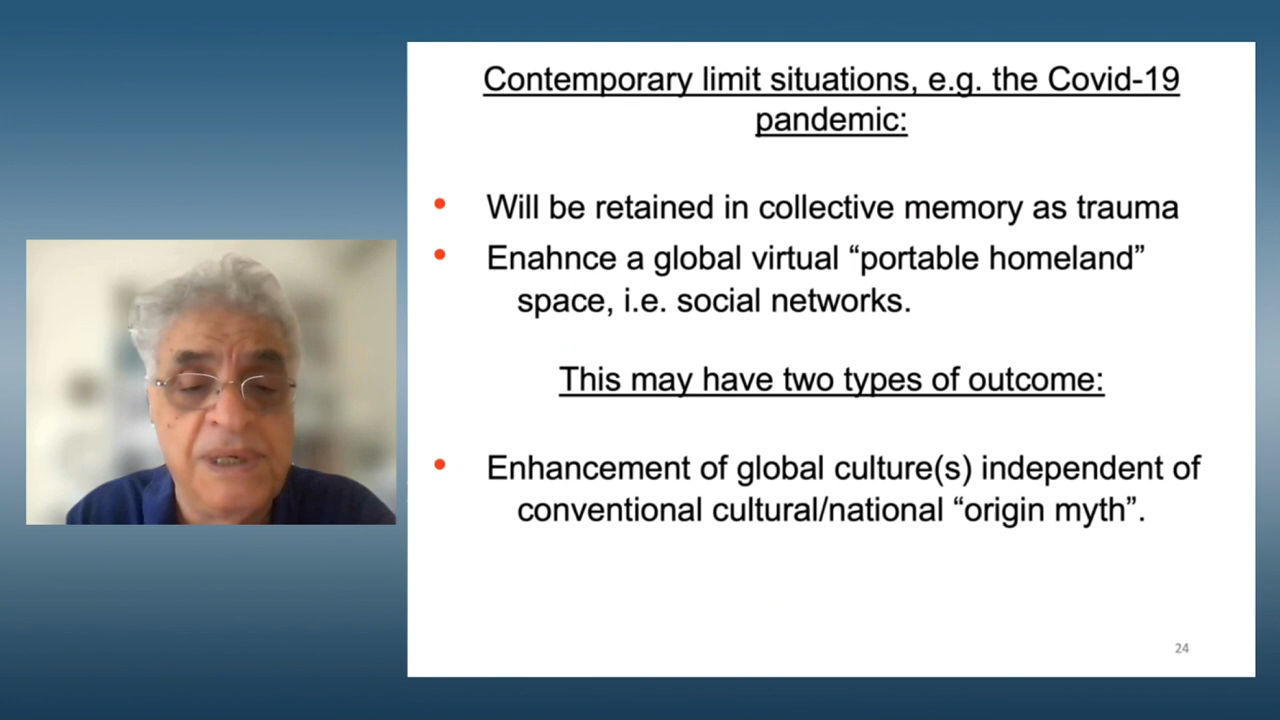 Contemporary limit situations, e.g. the Covid-19
pandemic:
• Will be retained in collective memory as trauma
• Enahnce a global virtual “portable homeland”
space, i.e. social networks.
This may have two types of outcome:
• Enhancement of global culture(s) independent of
conventional cultural/national “origin myth”.
24